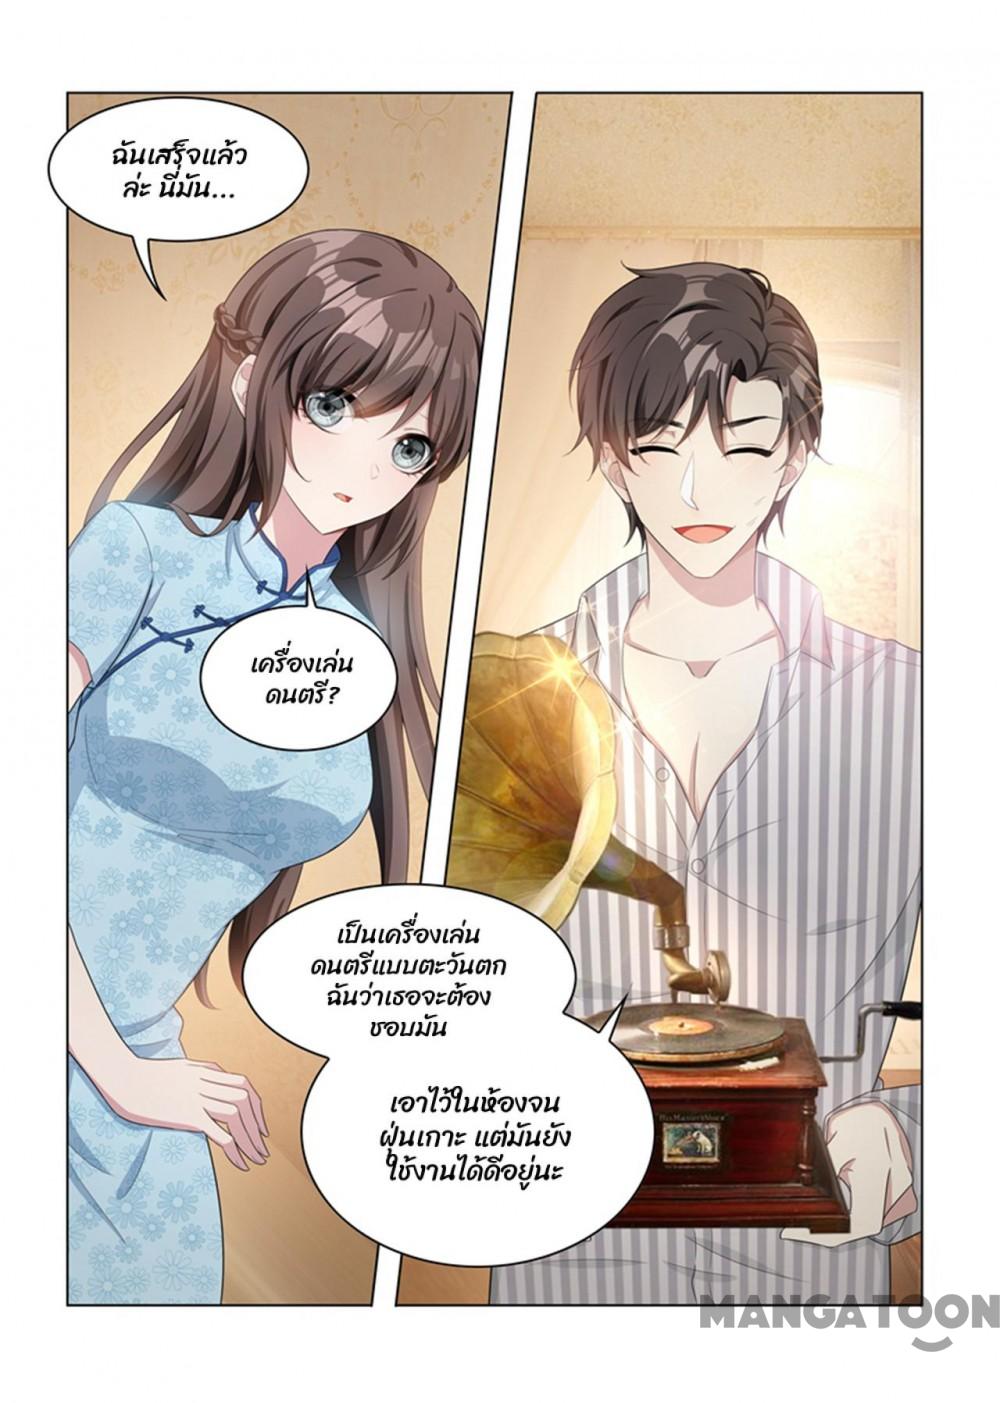 ฉันเสร็จแล้ว
ล่ะ นี่มัน...
เครื่องเล่น
ดนตรี?
เป็นเครื่องเล่น
ดนตรีแบบตะวันตก
ฉันว่าเธอจะต้อง
ชอบมัน
เอาไว้ในห้องจน
ฝุ่นเกาะ แต่มันยัง
ใช้งานได้ดีอยู่นะ
HIS MASTER'S VOICE
MANGATOON